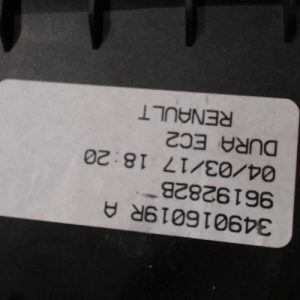 349016019R A
9619282B
04/03/17 18:20
DURA EC2
RENAULT